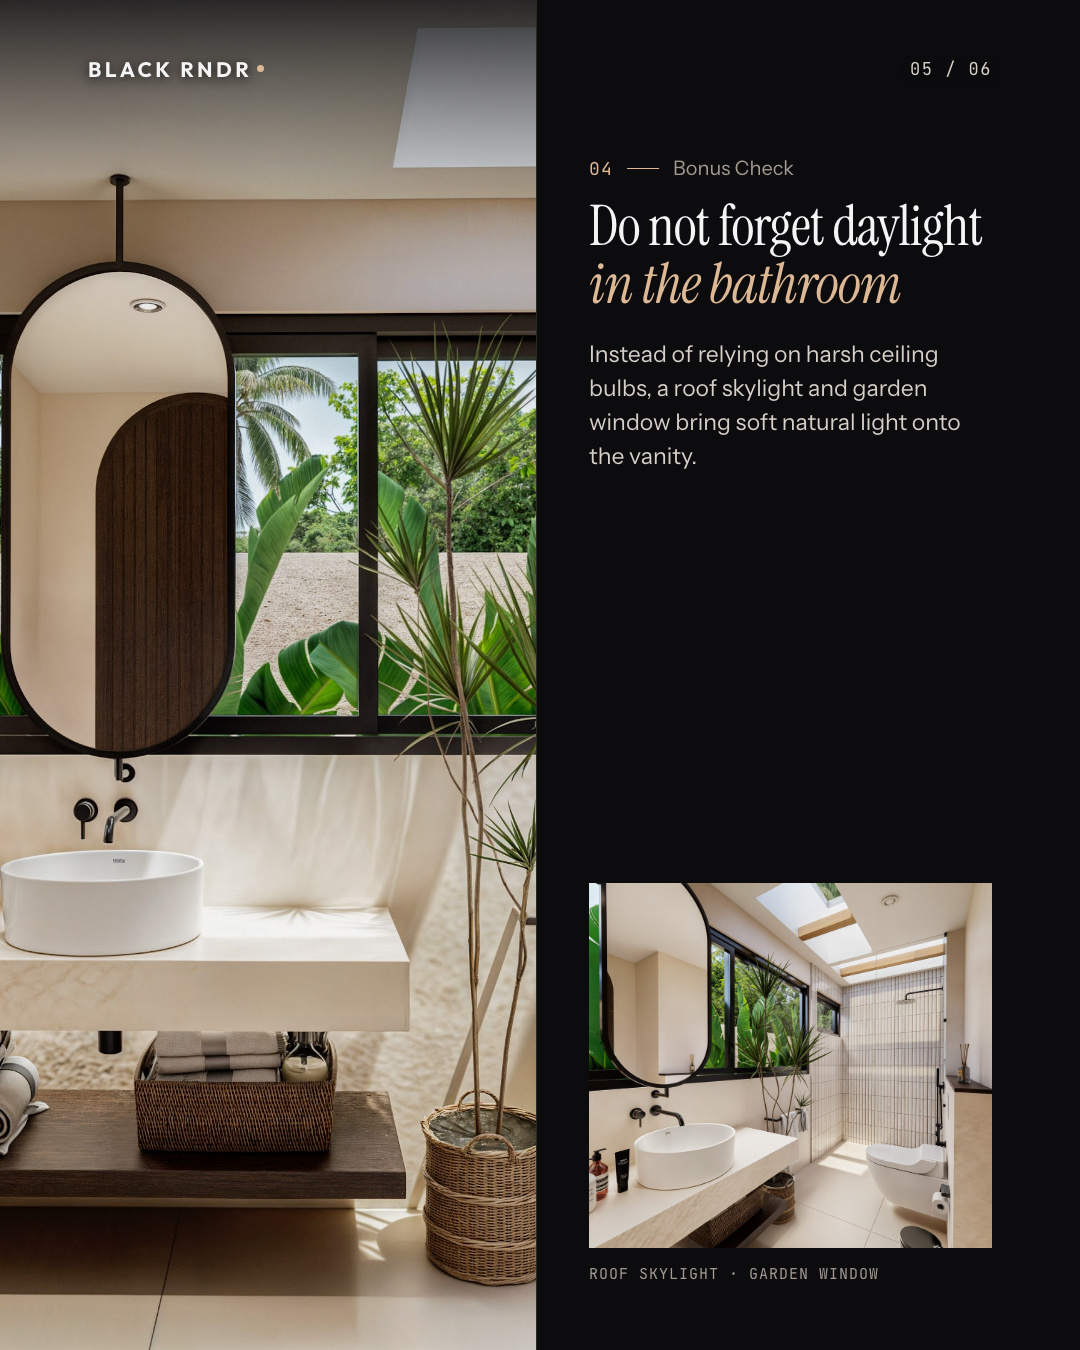 BLACK RNDR
05 / 06
04 — Bonus Check
Do not forget daylight
in the bathroom
Instead of relying on harsh ceiling
bulbs, a roof skylight and garden
window bring soft natural light onto
the vanity.
ROOF SKYLIGHT · GARDEN WINDOW